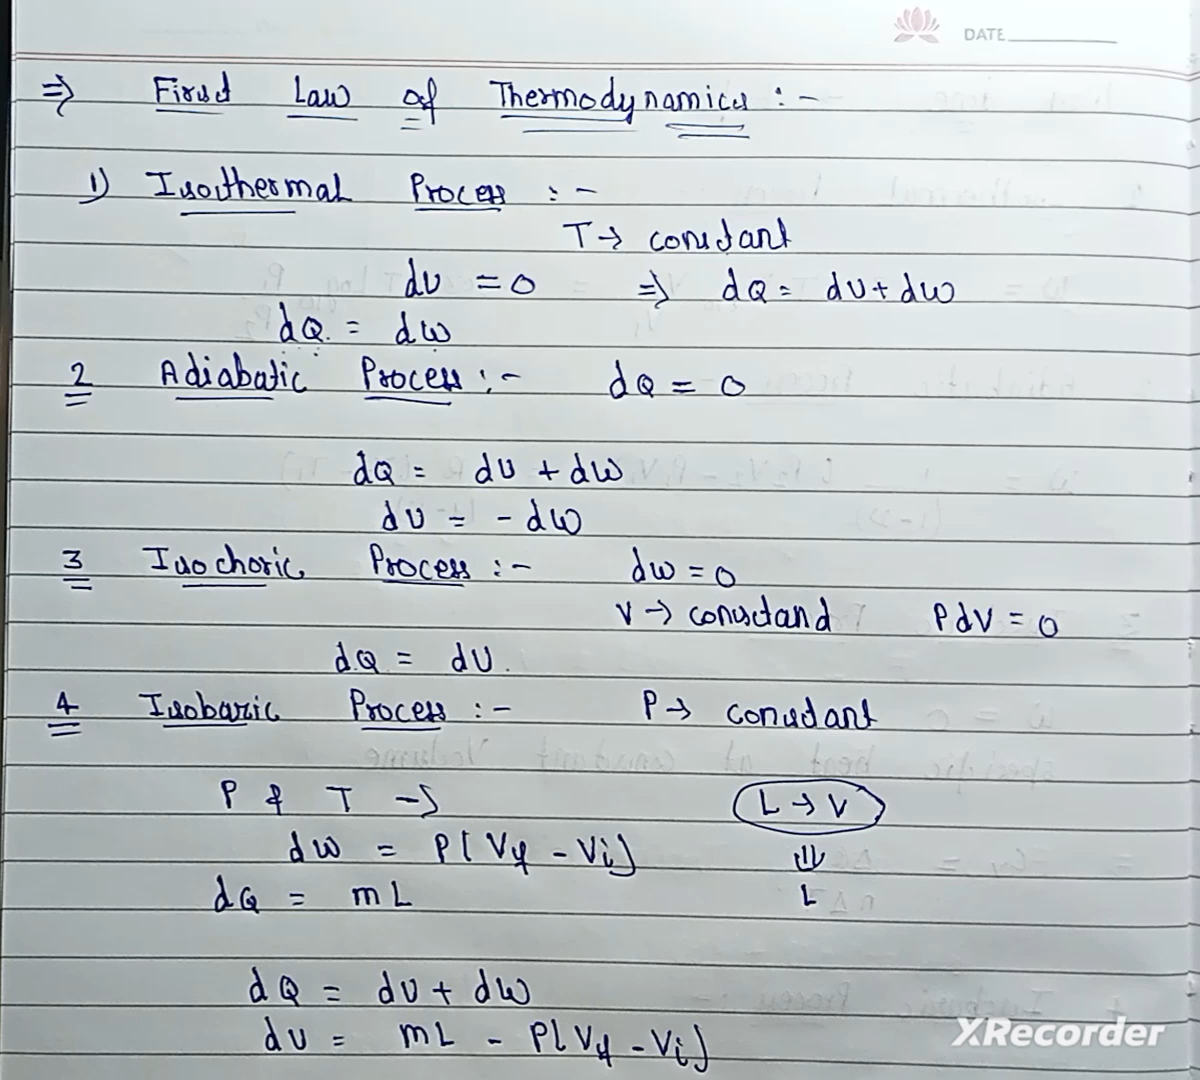 DATE
⇒ First Law of Thermodynamics :-
1) Isothermal Process :-
T → constant
dU = 0 ⇒ dQ = dU + dW
dQ = dW
2 Adiabatic Process :- dQ = 0
dQ = dU + dW
dU = - dW
3 Isochoric Process :- dW = 0
V → constand PdV = 0
dQ = dU.
4 Isobaric Process :- P → constant
P & T → L → V
dW = P[Vf - Vi] ⇓
dQ = mL L
dQ = dU + dW
dU = mL - P[Vf - Vi]
XRecorder